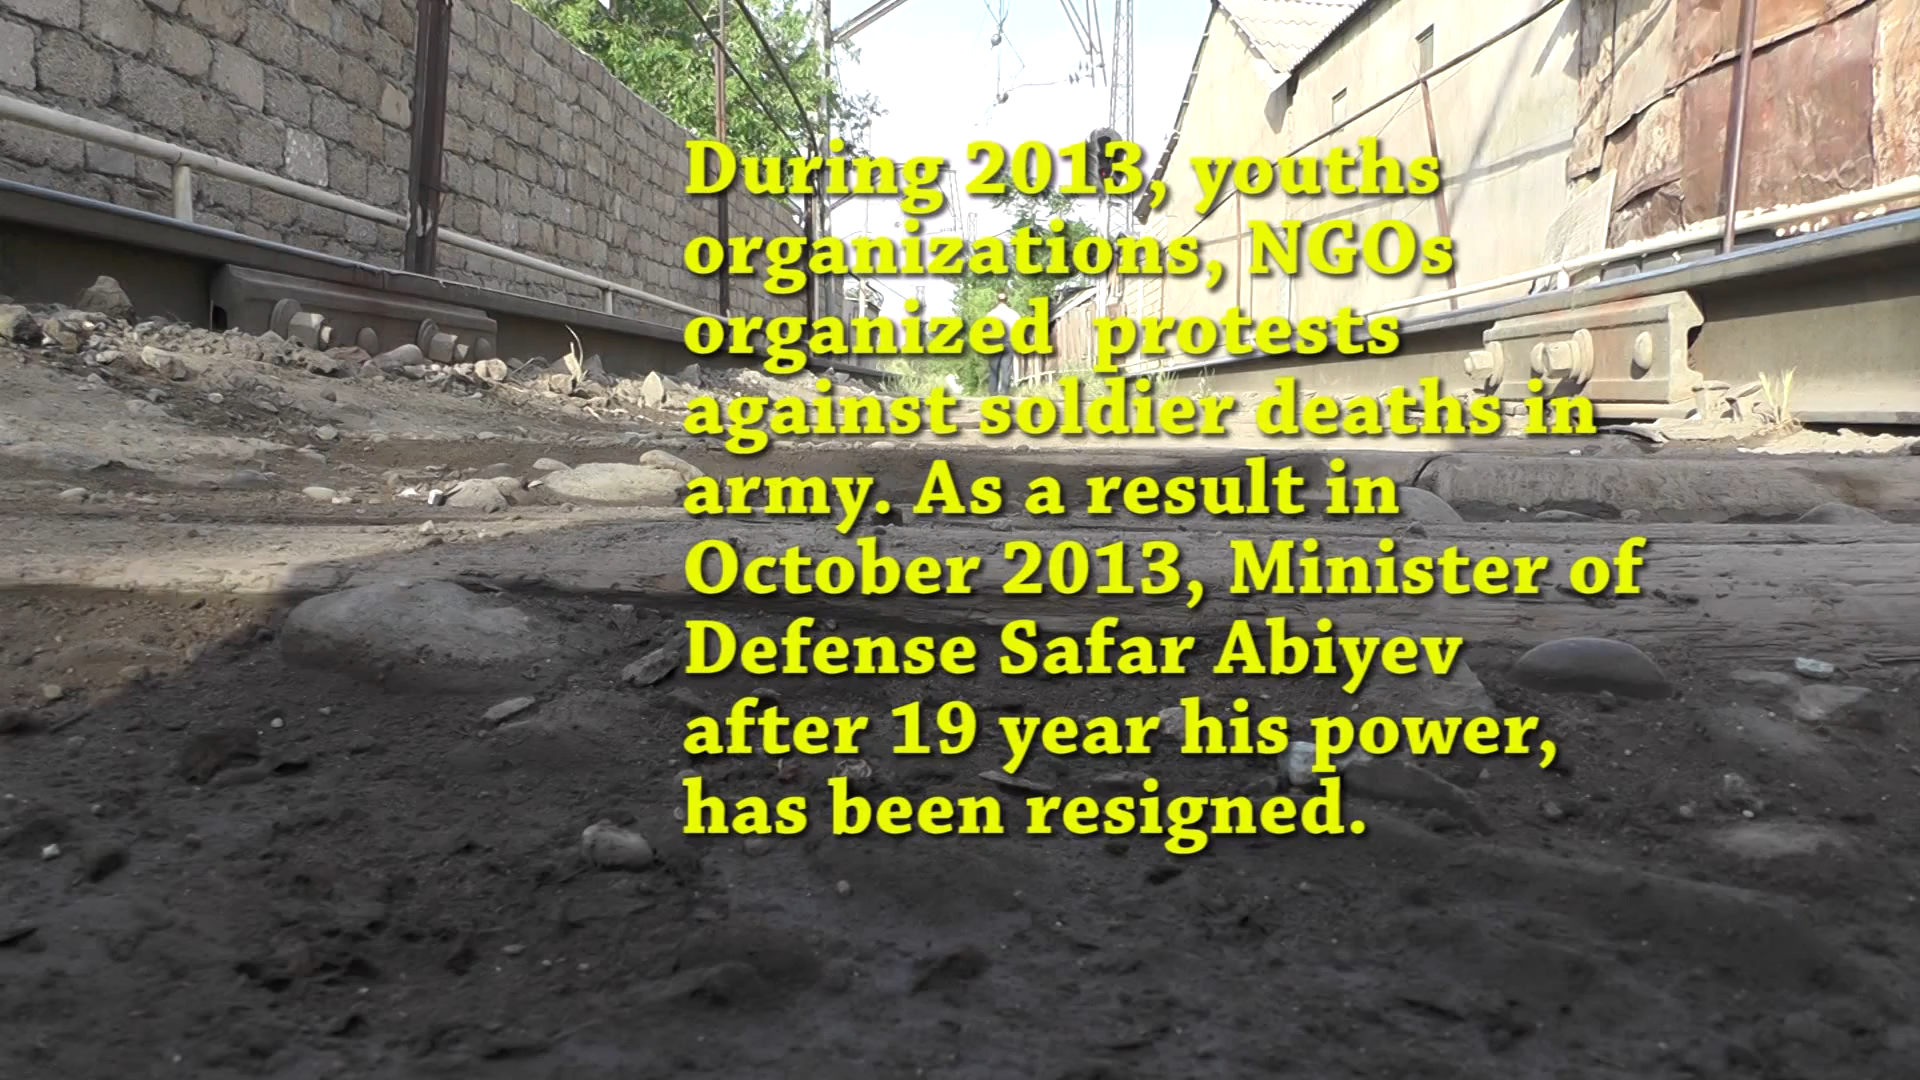 During 2013, youths
organizations, NGOs
organized protests
against soldier deaths in
army. As a result in
October 2013, Minister of
Defense Safar Abiyev
after 19 year his power,
has been resigned.